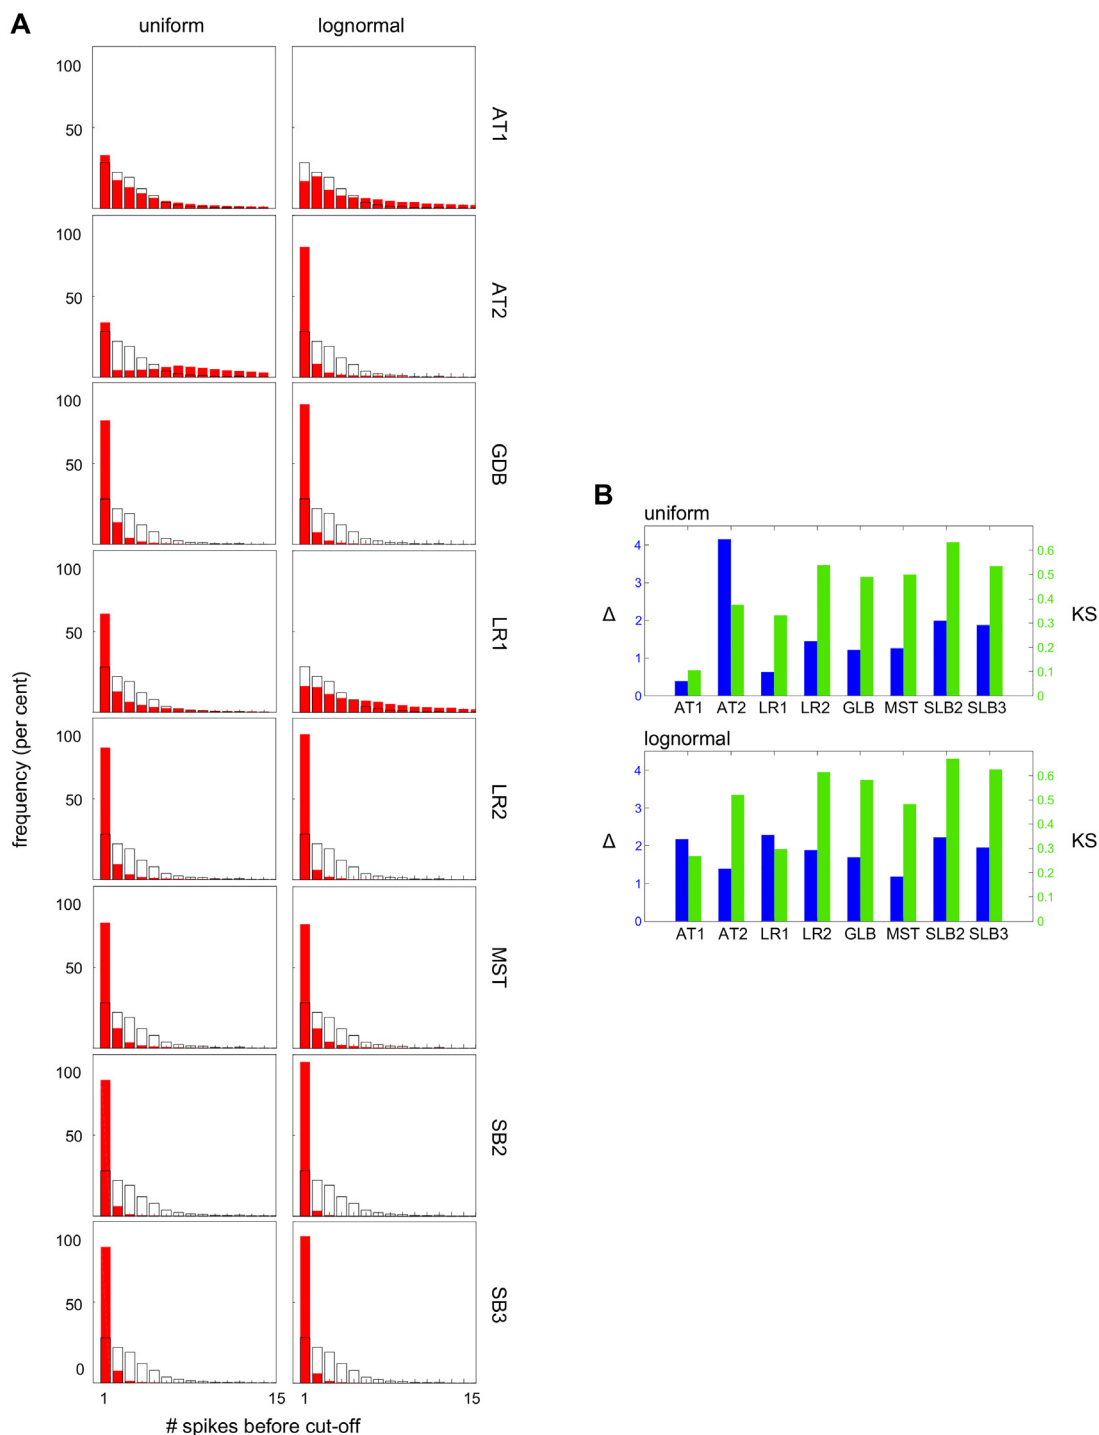 A
uniform lognormal
100
50
AT1
100
50
AT2
100
50
GDB
100
50
LR1
100
50
LR2
100
50
MST
100
50
SB2
100
50
0
SB3
1 15 1 15
frequency (per cent)
# spikes before cut-off
B
uniform
4
3
2
1
0
Δ
0.6
0.5
0.4
0.3
0.2
0.1
0
KS
AT1 AT2 LR1 LR2 GLB MST SLB2 SLB3
lognormal
4
3
2
1
0
Δ
0.6
0.5
0.4
0.3
0.2
0.1
0
KS
AT1 AT2 LR1 LR2 GLB MST SLB2 SLB3